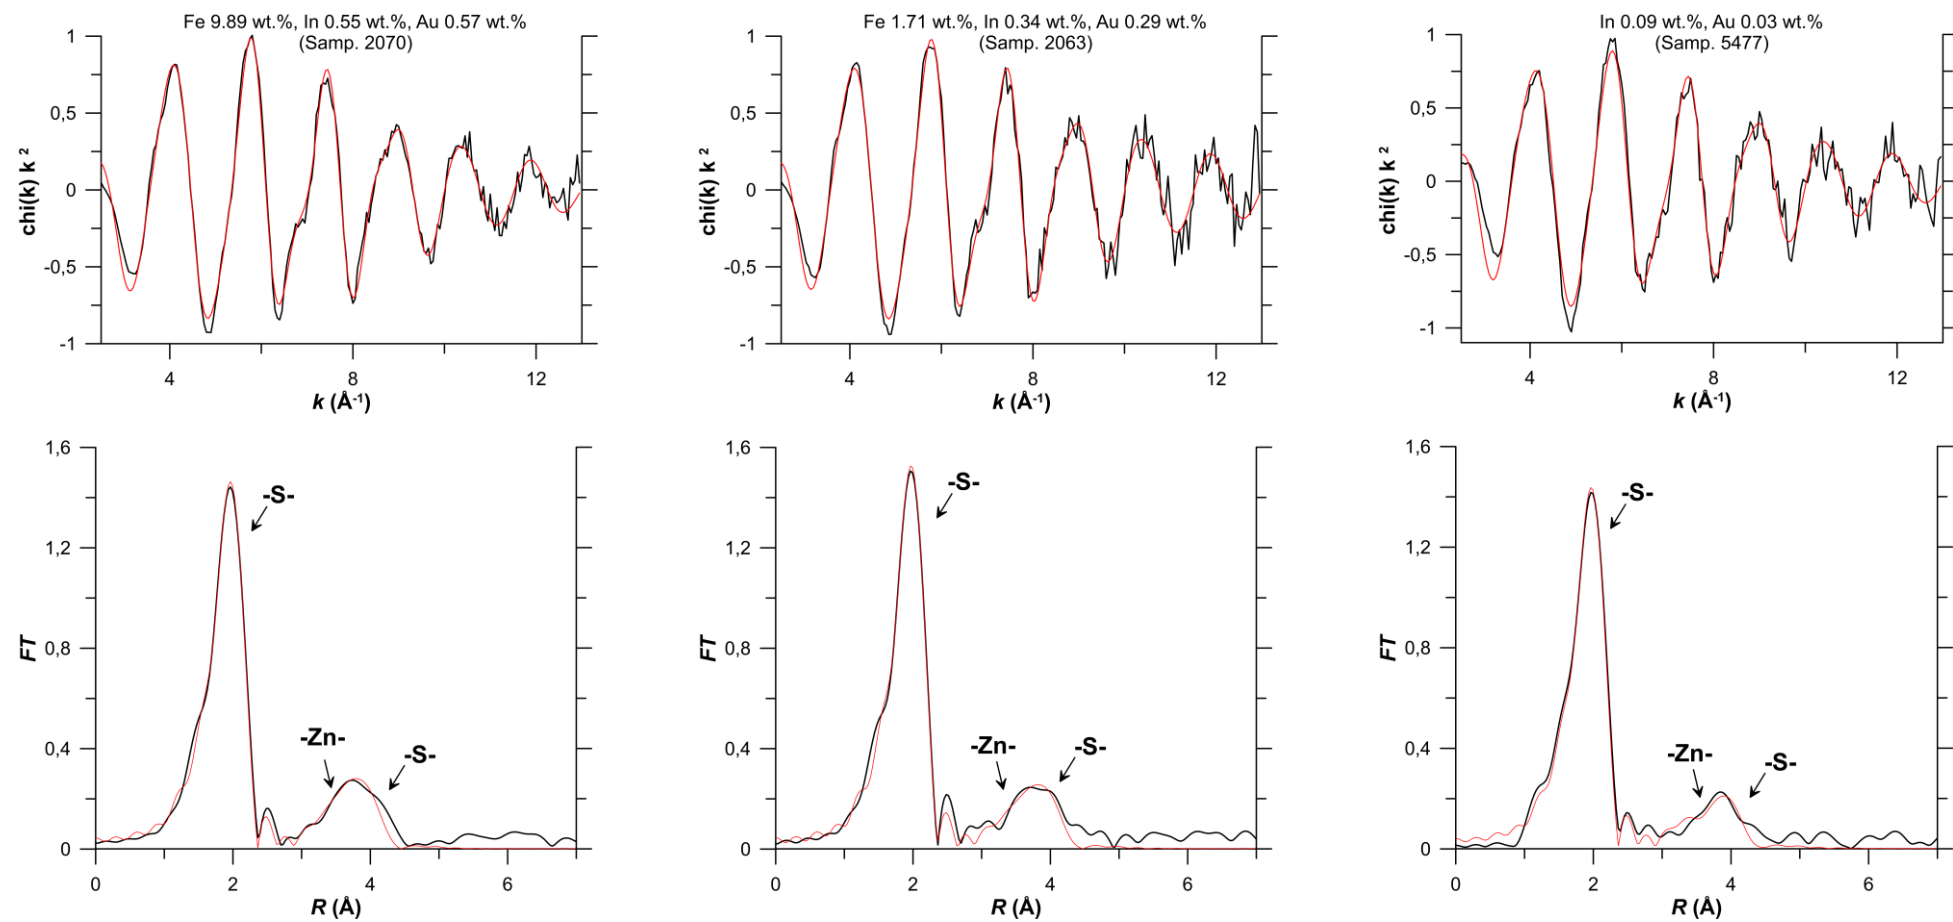 Fe 9.89 wt.%, In 0.55 wt.%, Au 0.57 wt.%
(Samp. 2070)
1
0,5
0
-0,5
-1
chi(k) k ²
4 8 12
k (Å⁻¹)
Fe 1.71 wt.%, In 0.34 wt.%, Au 0.29 wt.%
(Samp. 2063)
1
0,5
0
-0,5
-1
chi(k) k ²
4 8 12
k (Å⁻¹)
In 0.09 wt.%, Au 0.03 wt.%
(Samp. 5477)
1
0,5
0
-0,5
-1
chi(k) k ²
4 8 12
k (Å⁻¹)
1,6
1,2
0,8
0,4
0
FT
-S-
-Zn-
-S-
0 2 4 6
R (Å)
1,6
1,2
0,8
0,4
0
FT
-S-
-Zn-
-S-
0 2 4 6
R (Å)
1,6
1,2
0,8
0,4
0
FT
-S-
-Zn-
-S-
0 2 4 6
R (Å)